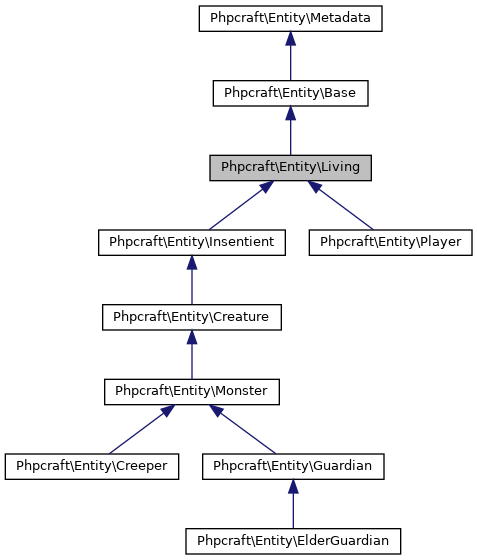 Phpcraft\Entity\Metadata
Phpcraft\Entity\Base
Phpcraft\Entity\Living
Phpcraft\Entity\Insentient
Phpcraft\Entity\Player
Phpcraft\Entity\Creature
Phpcraft\Entity\Monster
Phpcraft\Entity\Creeper
Phpcraft\Entity\Guardian
Phpcraft\Entity\ElderGuardian